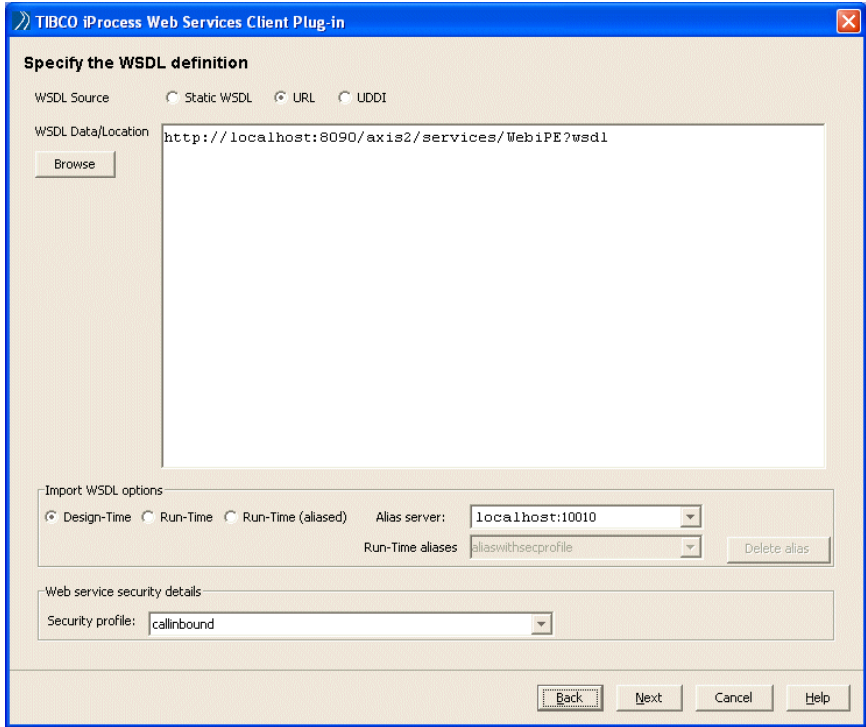 TIBCO iProcess Web Services Client Plug-in
Specify the WSDL definition
WSDL Source Static WSDL URL UDDI
WSDL Data/Location http://localhost:8090/axis2/services/WebiPE?wsdl
Browse
Import WSDL options
Design-Time Run-Time Run-Time (aliased) Alias server: localhost:10010
Run-Time aliases aliaswithsecprofile Delete alias
Web service security details
Security profile: callinbound
Back Next Cancel Help